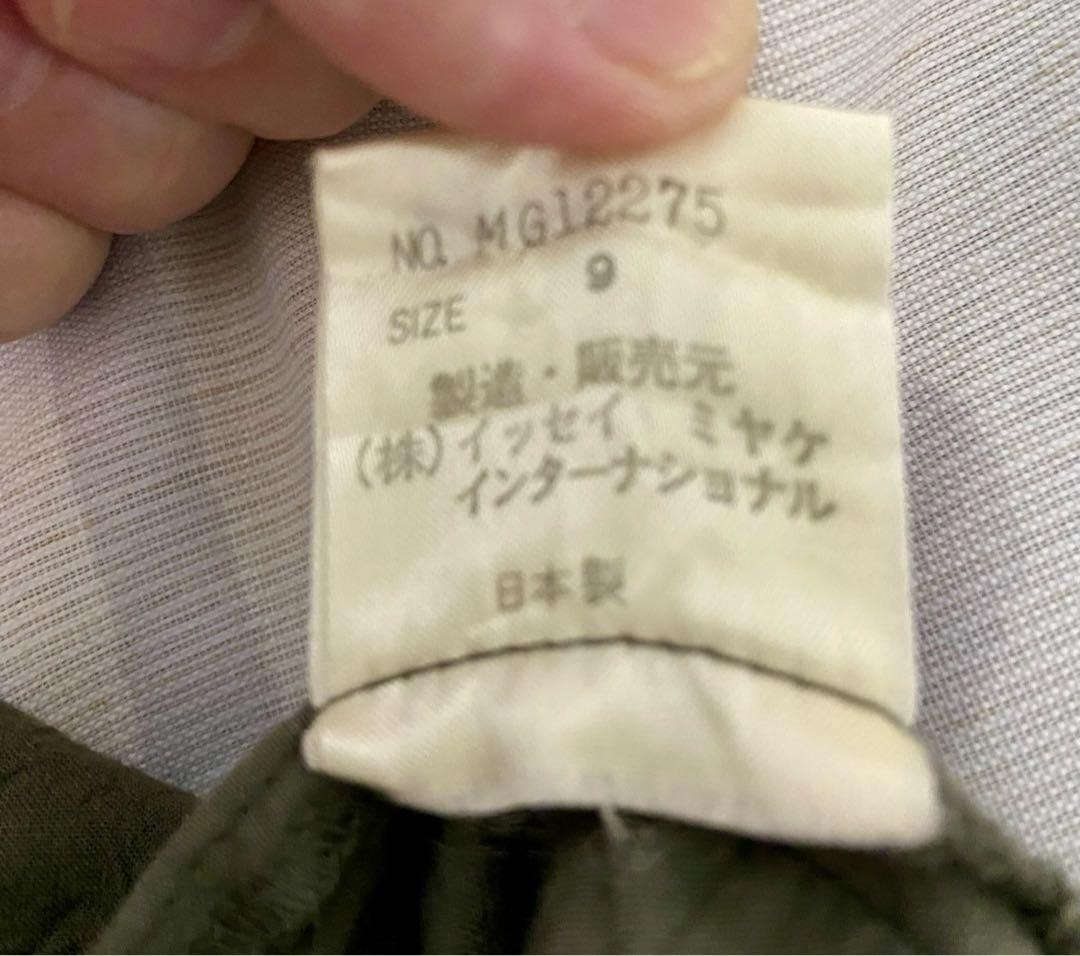 NO. MG12275
9
SIZE
製造・販売元
(株)イッセイ ミヤケ
インターナショナル
日本製